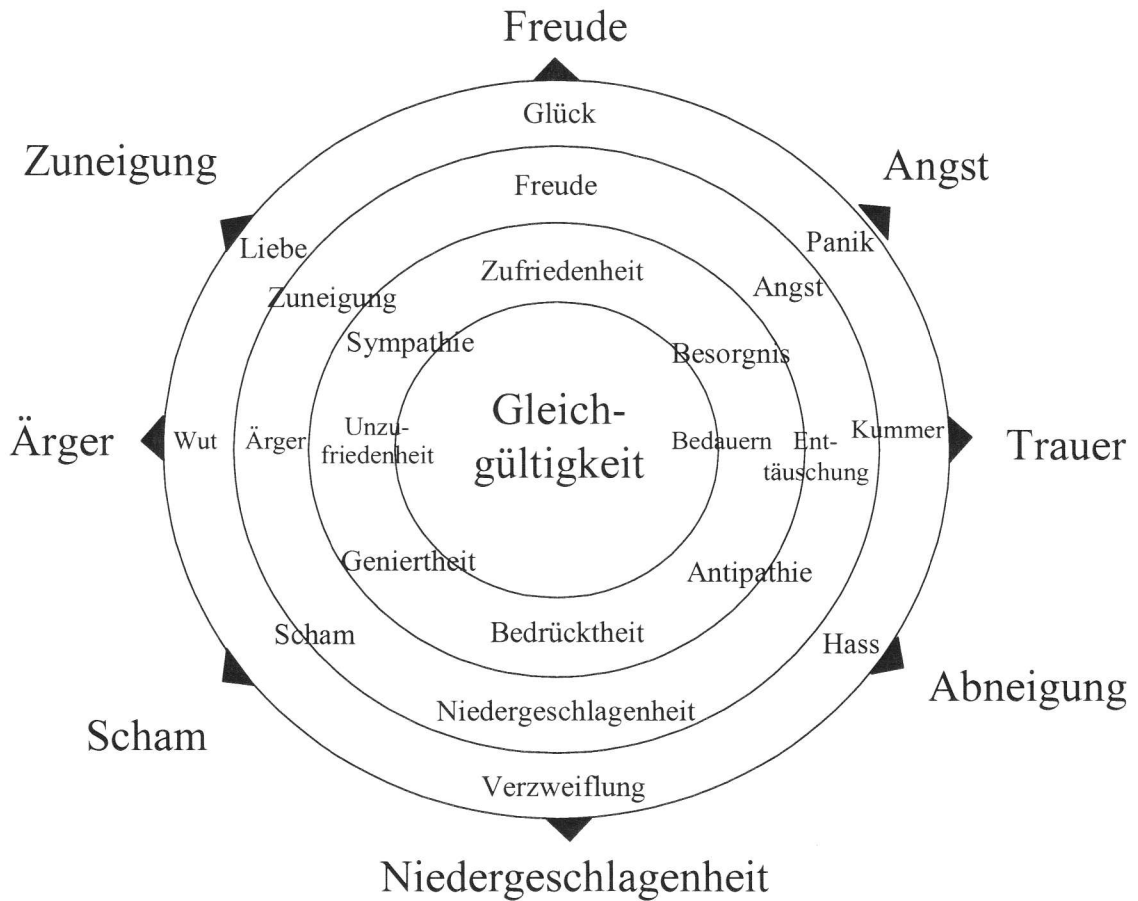 Freude
Glück
Zuneigung
Angst
Freude
Liebe
Panik
Zufriedenheit
Zuneigung
Angst
Sympathie
Besorgnis
Gleich-
gültigkeit
Ärger
Wut
Ärger
Unzu-
friedenheit
Bedauern
Ent-
täuschung
Kummer
Trauer
Geniertheit
Antipathie
Scham
Bedrücktheit
Hass
Abneigung
Niedergeschlagenheit
Scham
Verzweiflung
Niedergeschlagenheit